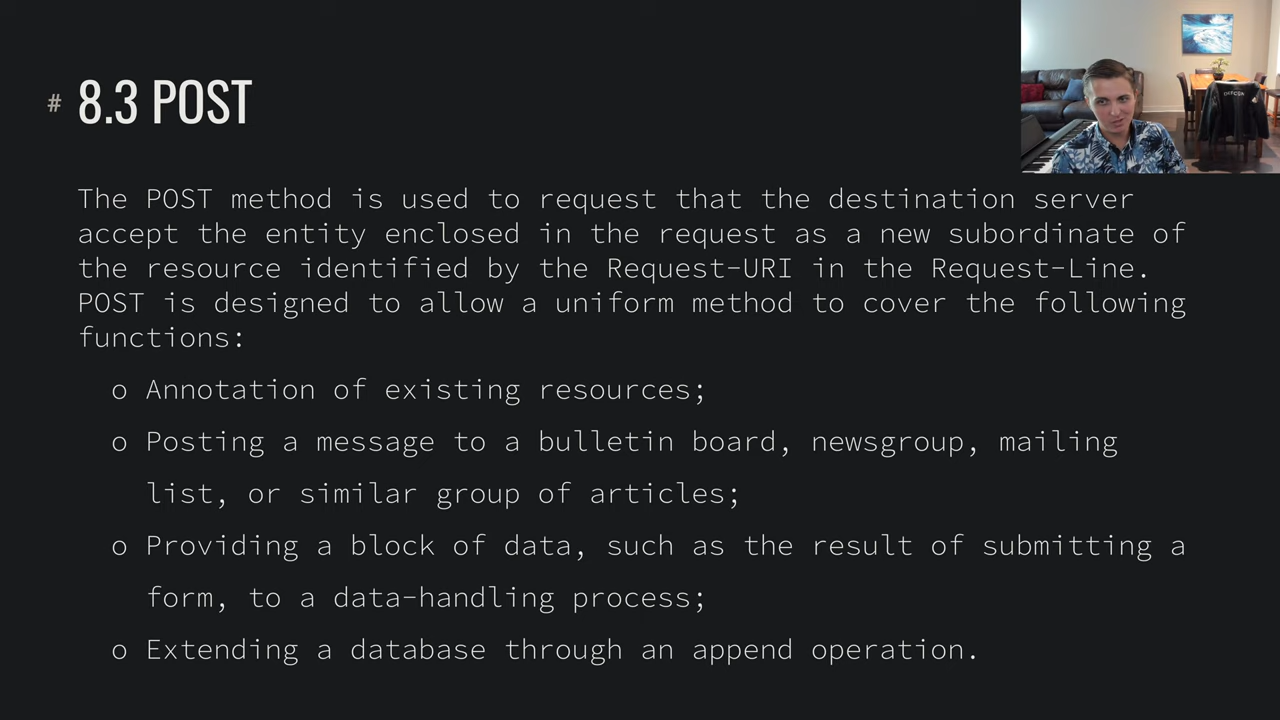 # 8.3 POST
The POST method is used to request that the destination server
accept the entity enclosed in the request as a new subordinate of
the resource identified by the Request-URI in the Request-Line.
POST is designed to allow a uniform method to cover the following
functions:
o Annotation of existing resources;
o Posting a message to a bulletin board, newsgroup, mailing
list, or similar group of articles;
o Providing a block of data, such as the result of submitting a
form, to a data-handling process;
o Extending a database through an append operation.